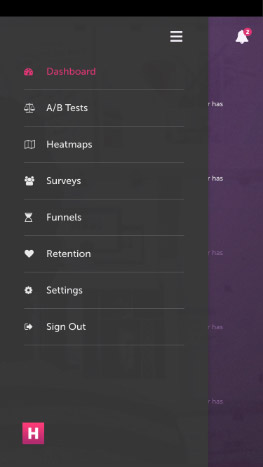 2
Dashboard
r has
A/B Tests
Heatmaps
r has
Surveys
Funnels
r has
Retention
Settings
r has
Sign Out
r has
H